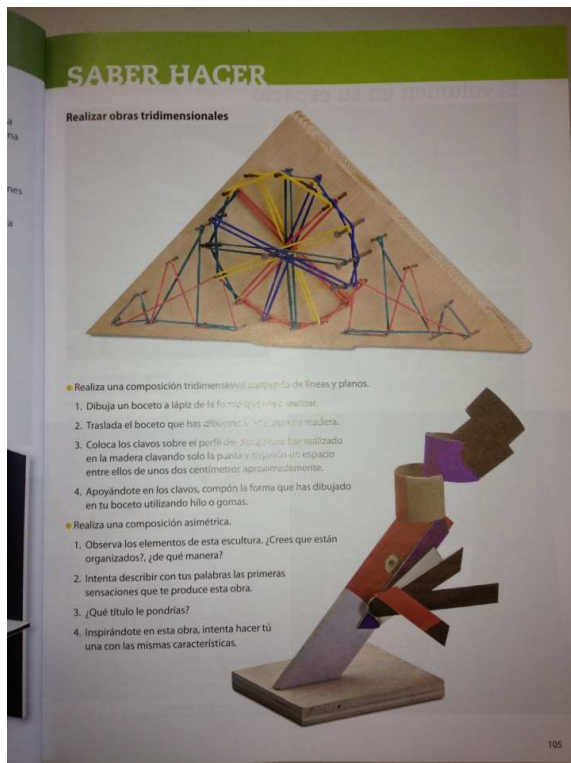 SABER HACER
Realizar obras tridimensionales
Realiza una composición tridimensional partiendo de líneas y planos.
1. Dibuja un boceto a lápiz de la forma que vas a realizar.
2. Traslada el boceto que has dibujado madera.
3. Coloca los clavos sobre el perfil del dibujo que has realizado
en la madera clavando solo la punta y dejando un espacio
entre ellos de unos dos centímetros aproximadamente.
4. Apoyándote en los clavos, compón la forma que has dibujado
en tu boceto utilizando hilo o gomas.
Realiza una composición asimétrica.
1. Observa los elementos de esta escultura. ¿Crees que están
organizados?, ¿de qué manera?
2. Intenta describir con tus palabras las primeras
sensaciones que te produce esta obra.
3. ¿Qué título le pondrías?
4. Inspirándote en esta obra, intenta hacer tú
una con las mismas características.
a
na
nes
a
105